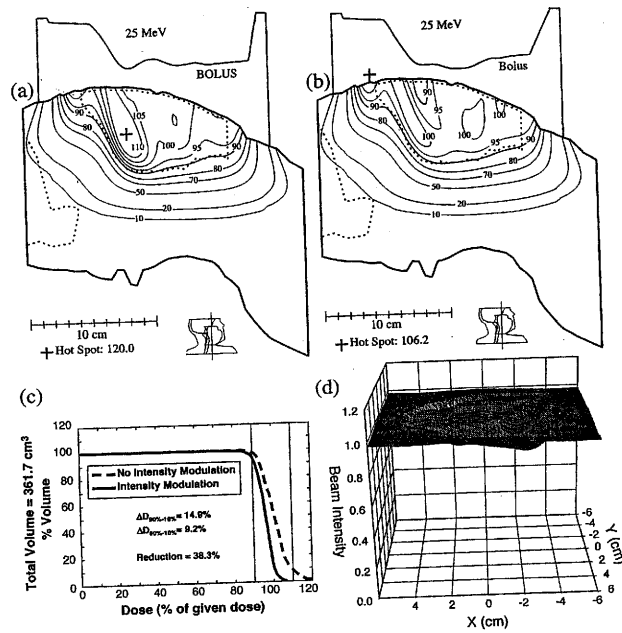 25 MeV
BOLUS
(a)
90
80
105
110
100
95
90
80
70
50
20
10
10 cm
Hot Spot: 120.0
25 MeV
Bolus
(b)
90
90
80
100
100
100
95
90
80
70
50
20
10
10 cm
Hot Spot: 106.2
(c)
Total Volume = 361.7 cm³
% Volume
120
100
80
60
40
20
0
No Intensity Modulation
Intensity Modulation
ΔD90%-10% = 14.9%
ΔD90%-10% = 9.2%
Reduction = 38.3%
0 20 40 60 80 100 120
Dose (% of given dose)
(d)
Beam Intensity
1.2
1.0
0.8
0.6
0.4
0.2
0.0
4 2 0 -2 -4 -6
X (cm)
-6
-4
-2
0
2
4
6
Y (cm)